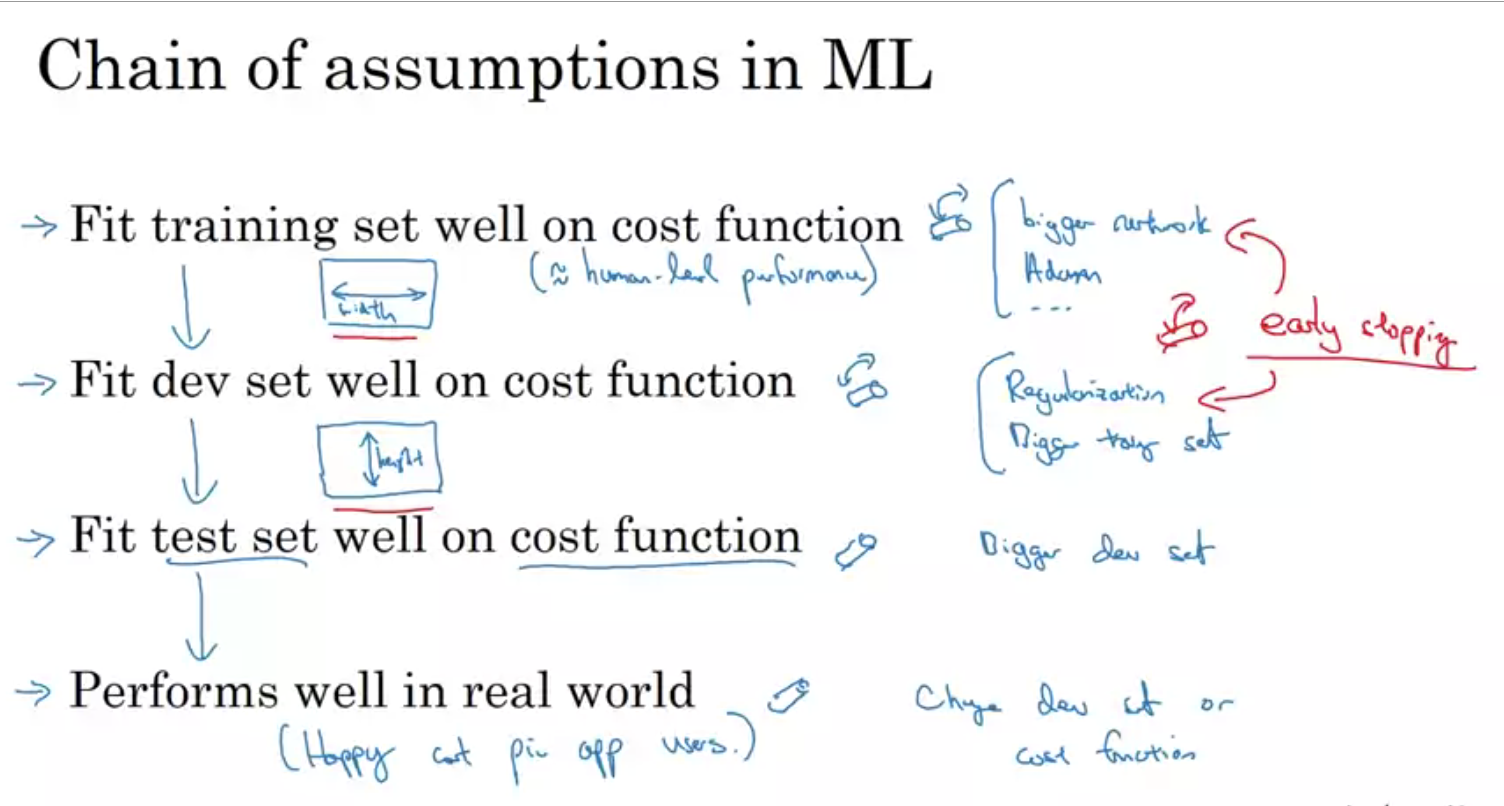 Chain of assumptions in ML
→ Fit training set well on cost function
(≈ human-level performance)
bigger network
Adam
...
width
early stopping
→ Fit dev set well on cost function
Regularization
Bigger set
height
→ Fit test set well on cost function
Bigger dev set
→ Performs well in real world
(Happy cat pic app users.)
Change dev set or
cost function